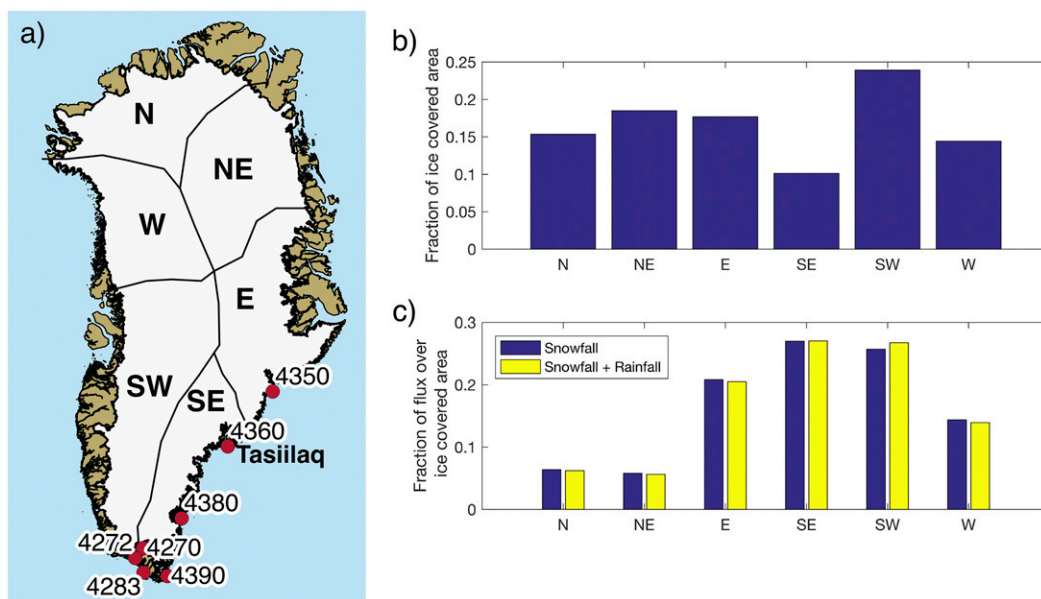 a)
N
NE
W
E
SW
SE
4350
4360
Tasiilaq
4380
4272
4270
4283
4390
b)
Fraction of ice covered area
0.25
0.2
0.15
0.1
0.05
0
N NE E SE SW W
c)
Fraction of flux over
ice covered area
0.3
0.2
0.1
0
Snowfall
Snowfall + Rainfall
N NE E SE SW W